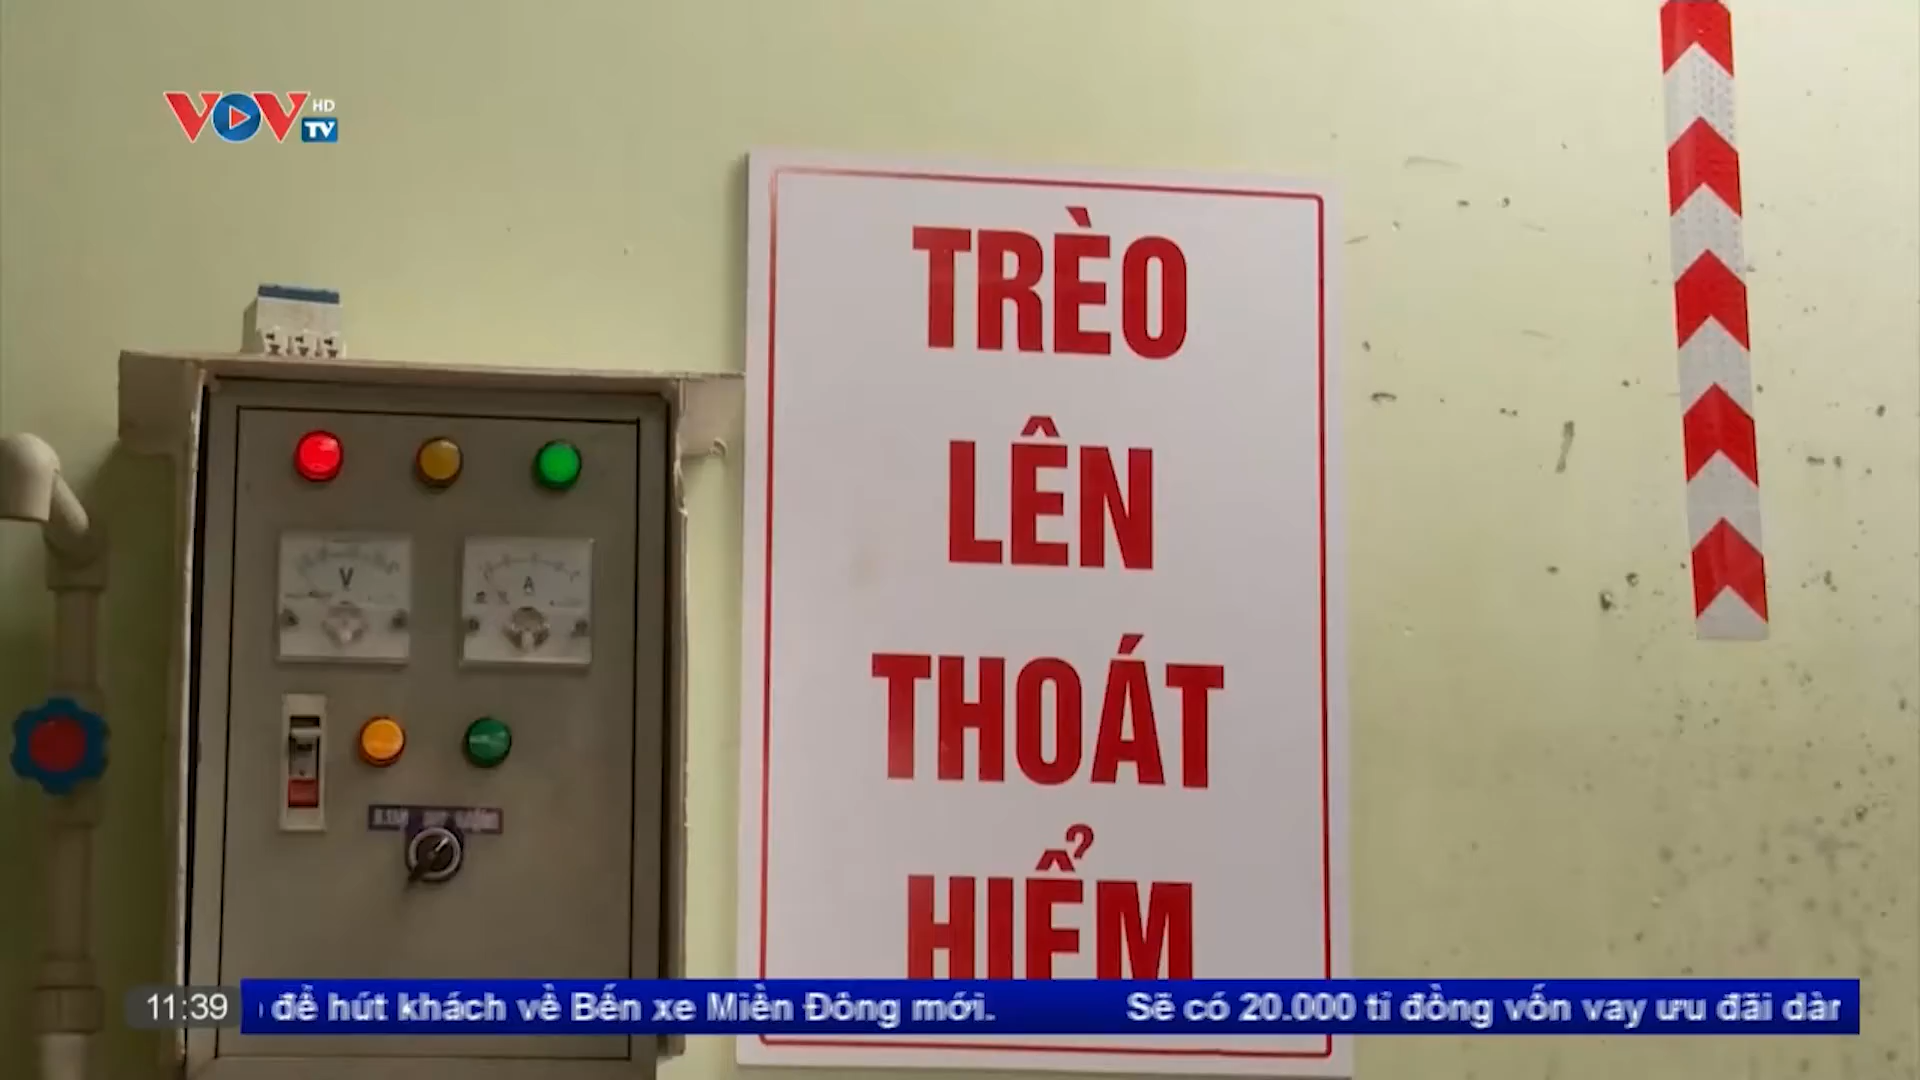 VOV HD
TV
TRÈO
LÊN
THOÁT
HIỂM
V
A
11:39
để hút khách về Bến xe Miền Đông mới. Sẽ có 20.000 tỉ đồng vốn vay ưu đãi dàn